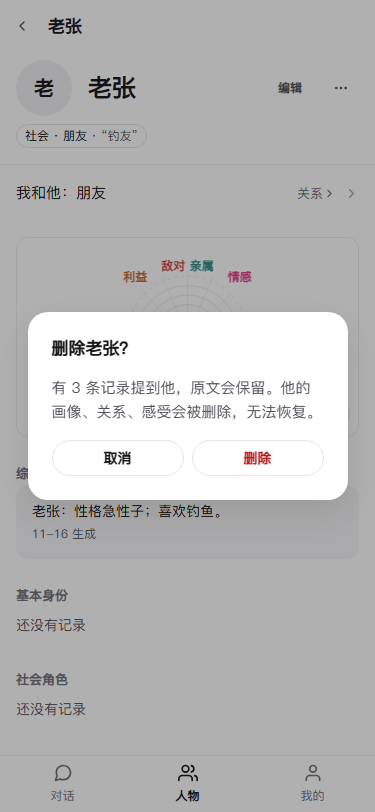 老张
老
老张
编辑
社会 · 朋友 · “钓友”
我和他：朋友
关系
敌对 亲属
利益
情感
删除老张?
有 3 条记录提到他，原文会保留。他的
画像、关系、感受会被删除，无法恢复。
取消
删除
综
老张：性格急性子；喜欢钓鱼。
11-16 生成
基本身份
还没有记录
社会角色
还没有记录
对话
人物
我的